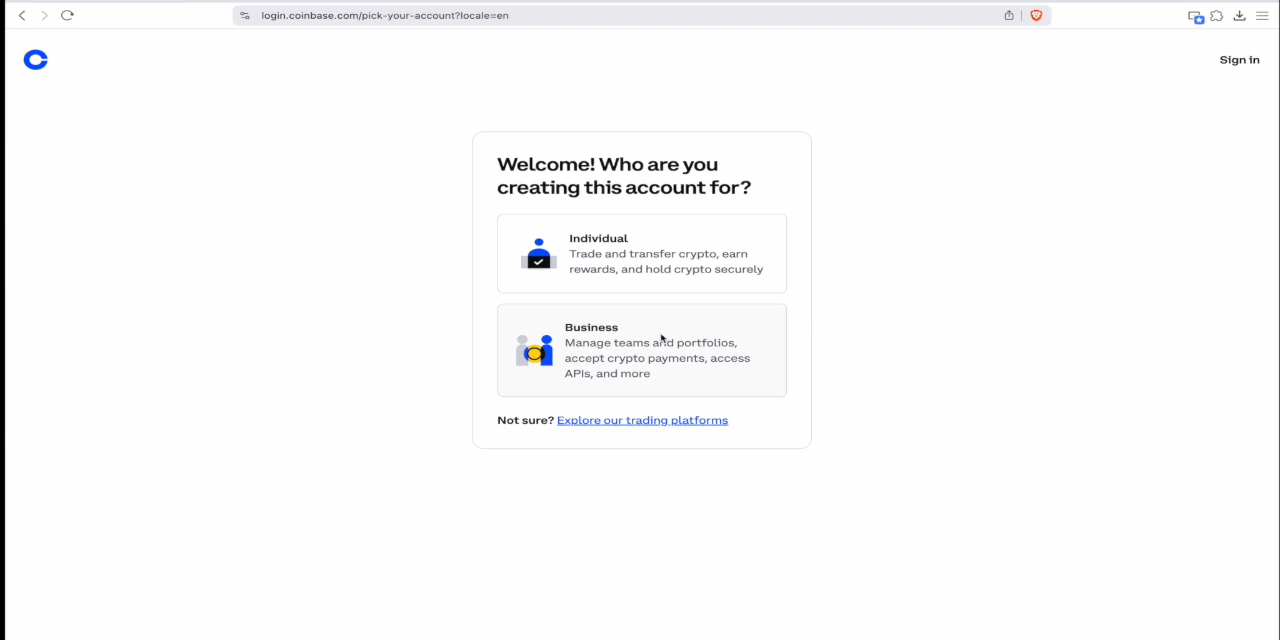 login.coinbase.com/pick-your-account?locale=en
Sign in
Welcome! Who are you
creating this account for?
Individual
Trade and transfer crypto, earn
rewards, and hold crypto securely
Business
Manage teams and portfolios,
accept crypto payments, access
APIs, and more
Not sure? Explore our trading platforms